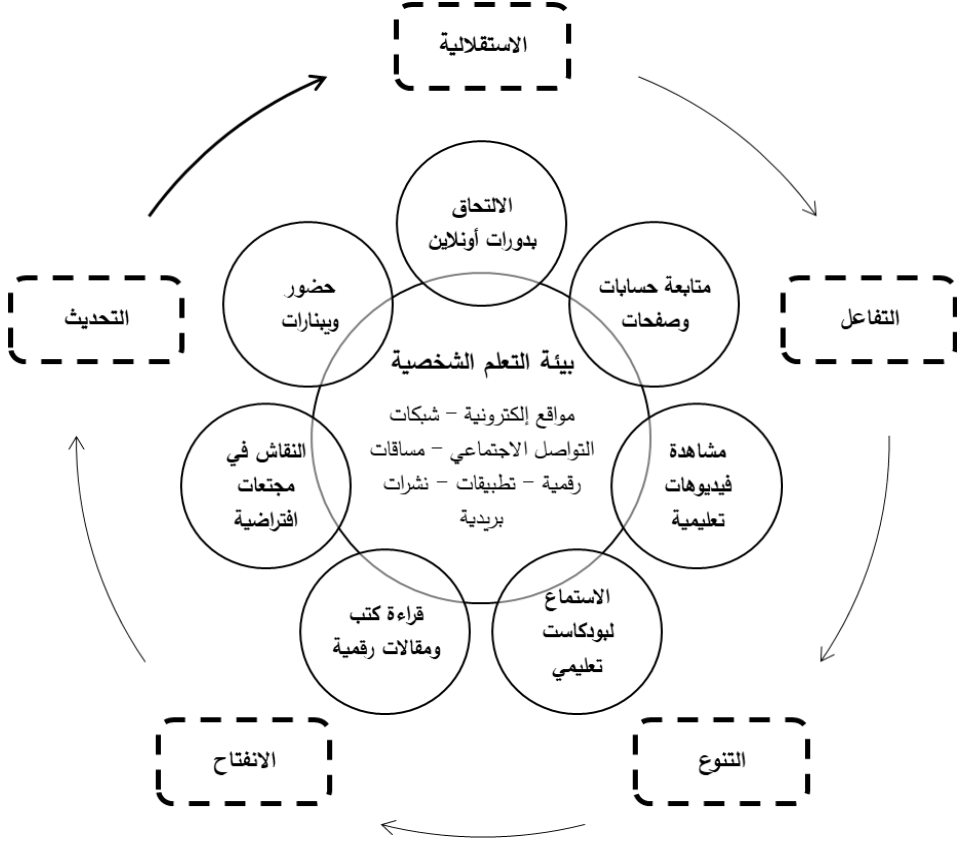 الاستقلالية
الالتحاق
بدورات أونلاين
متابعة حسابات
وصفحات
حضور
ويبنارات
التفاعل
التحديث
بيئة التعلم الشخصية
مواقع إلكترونية – شبكات
التواصل الاجتماعي – مساقات
رقمية – تطبيقات – نشرات
بريدية
مشاهدة
فيديوهات
تعليمية
النقاش في
مجتعات
افتراضية
الاستماع
لبودكاست
تعليمي
قراءة كتب
ومقالات رقمية
التنوع
الانفتاح